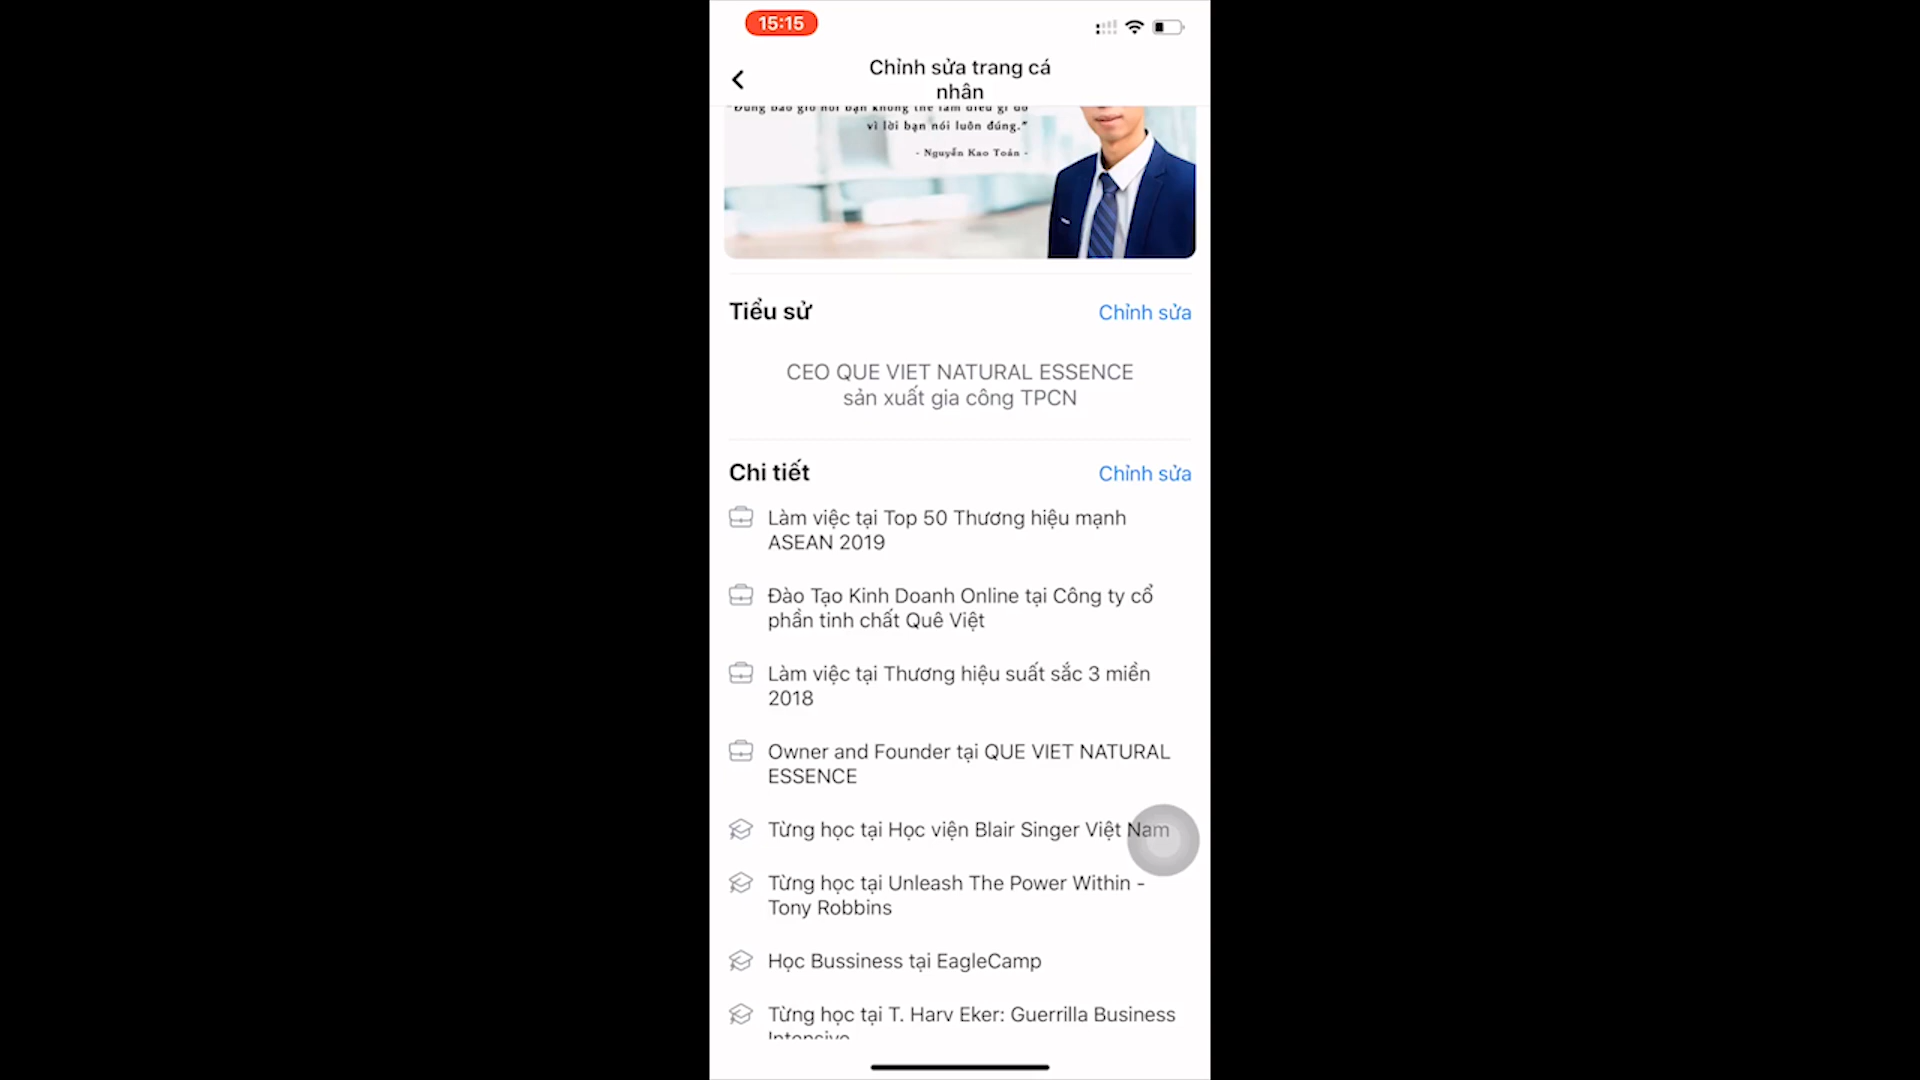 15:15
Chỉnh sửa trang cá
nhân
"Đừng bao giờ nói bạn không thể làm điều gì đó
vì lời bạn nói luôn đúng."
- Nguyễn Kao Toán -
Tiểu sử
Chỉnh sửa
CEO QUE VIET NATURAL ESSENCE
sản xuất gia công TPCN
Chi tiết
Chỉnh sửa
Làm việc tại Top 50 Thương hiệu mạnh
ASEAN 2019
Đào Tạo Kinh Doanh Online tại Công ty cổ
phần tinh chất Quê Việt
Làm việc tại Thương hiệu suất sắc 3 miền
2018
Owner and Founder tại QUE VIET NATURAL
ESSENCE
Từng học tại Học viện Blair Singer Việt Nam
Từng học tại Unleash The Power Within -
Tony Robbins
Học Bussiness tại EagleCamp
Từng học tại T. Harv Eker: Guerrilla Business
Intensive